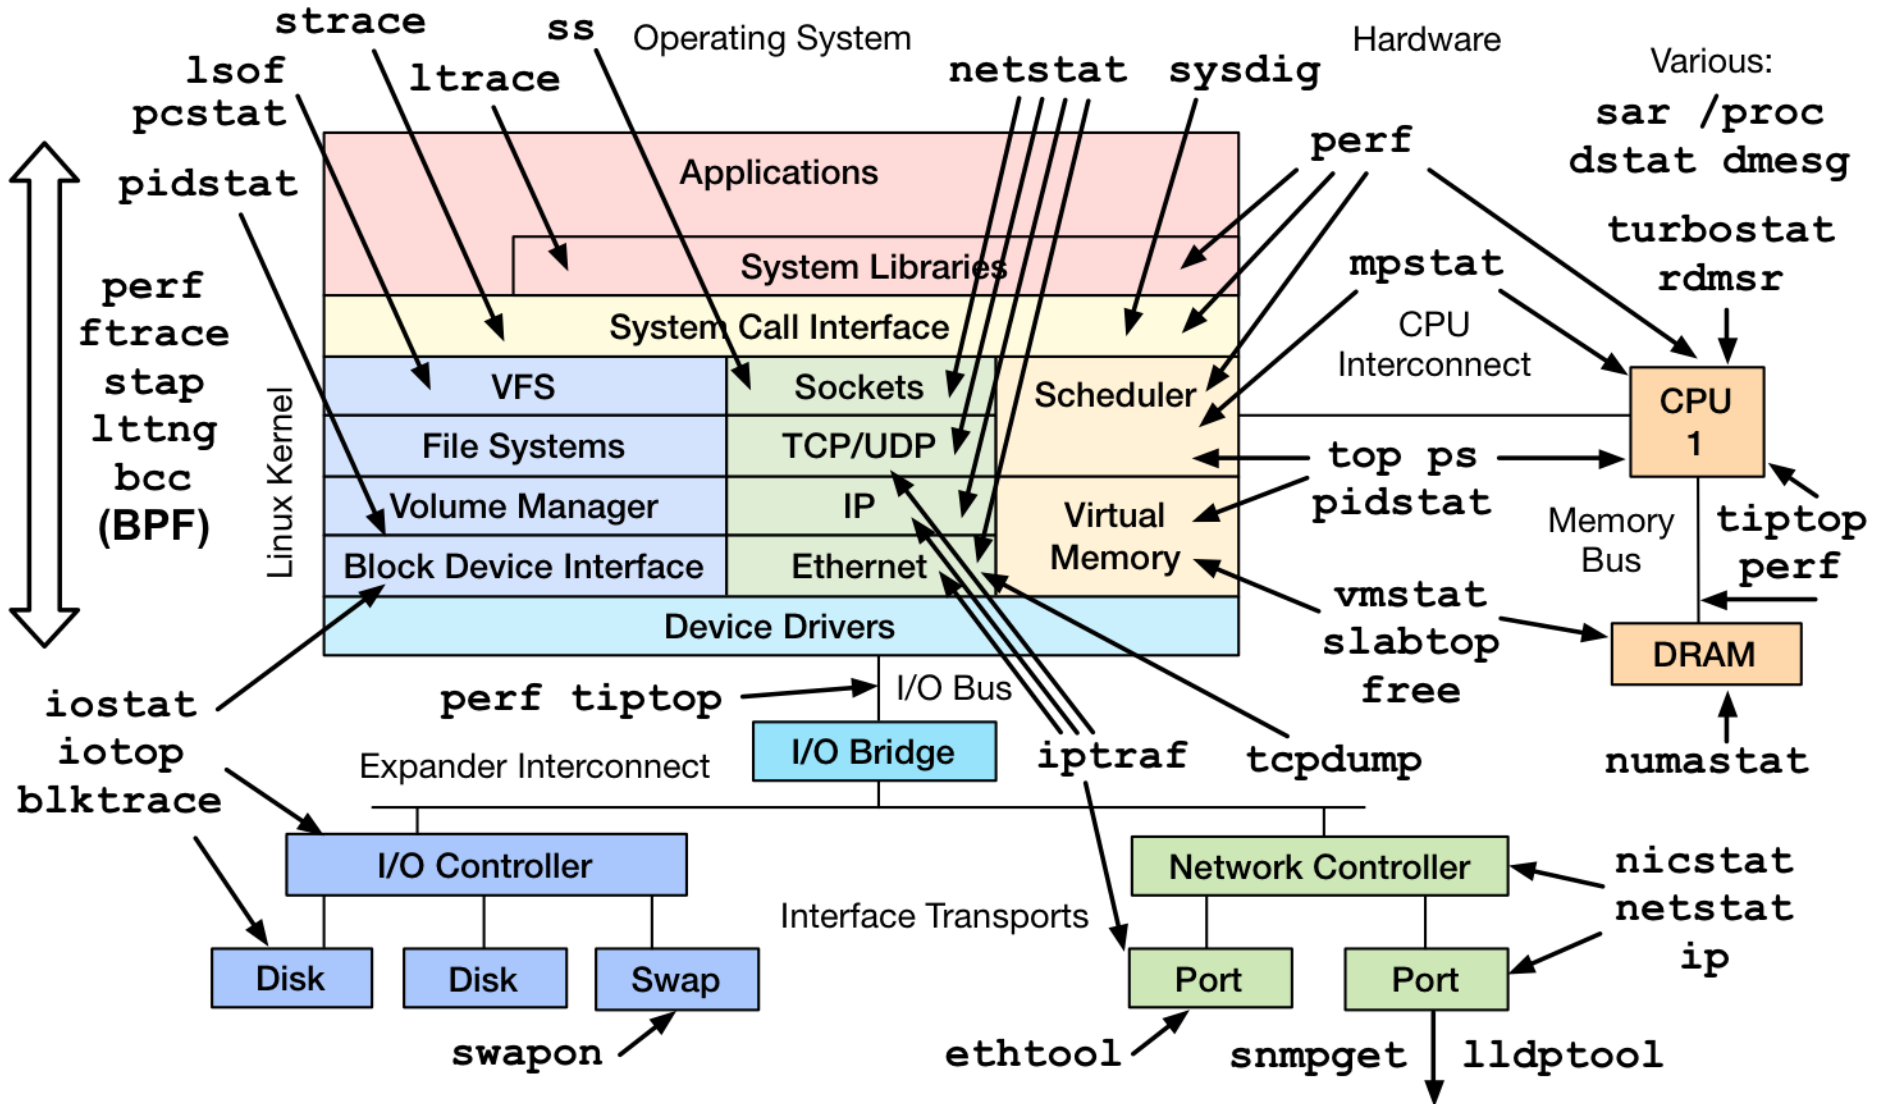 strace
ss
Operating System
Hardware
Various:
lsof
pcstat
ltrace
netstat
sysdig
sar /proc
dstat dmesg
perf
pidstat
Applications
turbostat
rdmsr
mpstat
System Libraries
perf
ftrace
stap
lttng
bcc
(BPF)
System Call Interface
CPU
Interconnect
Linux Kernel
VFS
Sockets
Scheduler
CPU
1
File Systems
TCP/UDP
top ps
pidstat
Volume Manager
IP
Virtual
Memory
Memory
Bus
tiptop
perf
Block Device Interface
Ethernet
vmstat
slabtop
free
Device Drivers
DRAM
iostat
iotop
blktrace
perf tiptop
I/O Bus
I/O Bridge
Expander Interconnect
iptraf
tcpdump
numastat
I/O Controller
Network Controller
nicstat
netstat
ip
Interface Transports
Disk
Disk
Swap
Port
Port
swapon
ethtool
snmpget
lldptool